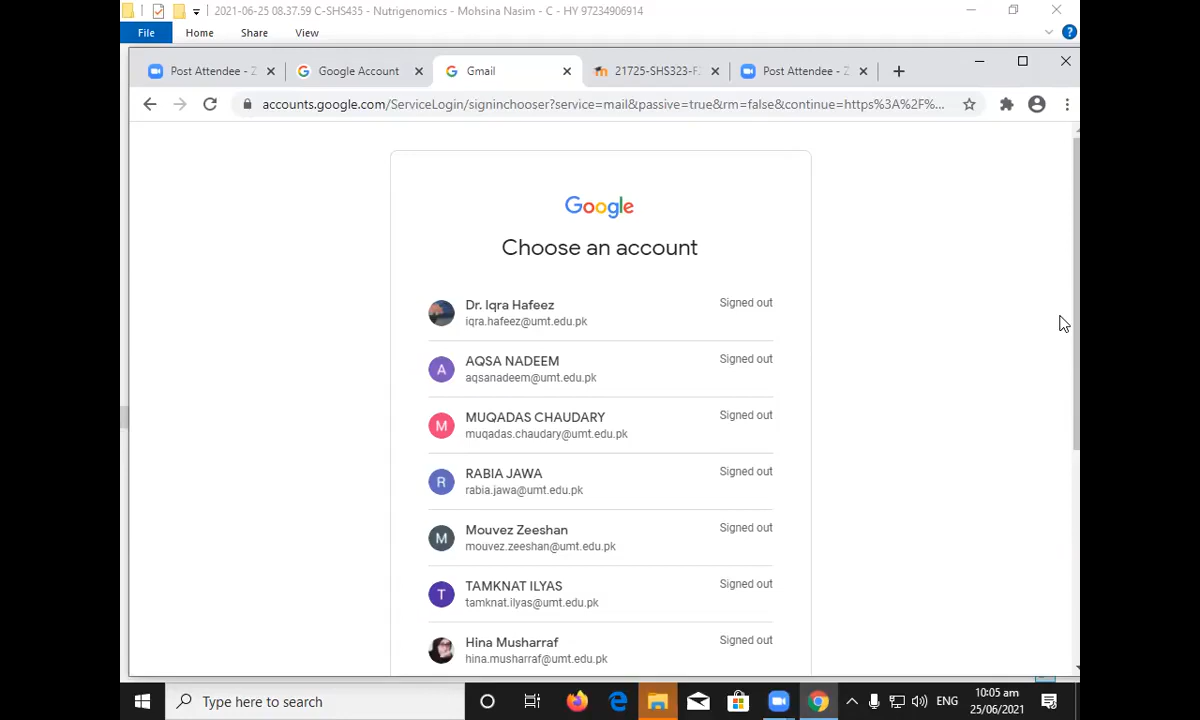 2021-06-25 08.37.59 C-SHS435 - Nutrigenomics - Mohsina Nasim - C - HY 97234906914
File Home Share View
Post Attendee - Z Google Account Gmail 21725-SHS323-F Post Attendee - Z
accounts.google.com/ServiceLogin/signinchooser?service=mail&passive=true&rm=false&continue=https%3A%2F%...
Google
Choose an account
Dr. Iqra Hafeez Signed out
iqra.hafeez@umt.edu.pk
AQSA NADEEM Signed out
A
aqsanadeem@umt.edu.pk
MUQADAS CHAUDARY Signed out
M
muqadas.chaudary@umt.edu.pk
RABIA JAWA Signed out
R
rabia.jawa@umt.edu.pk
Mouvez Zeeshan Signed out
M
mouvez.zeeshan@umt.edu.pk
TAMKNAT ILYAS Signed out
T
tamknat.ilyas@umt.edu.pk
Hina Musharraf Signed out
hina.musharraf@umt.edu.pk
Type here to search ENG 10:05 am
25/06/2021